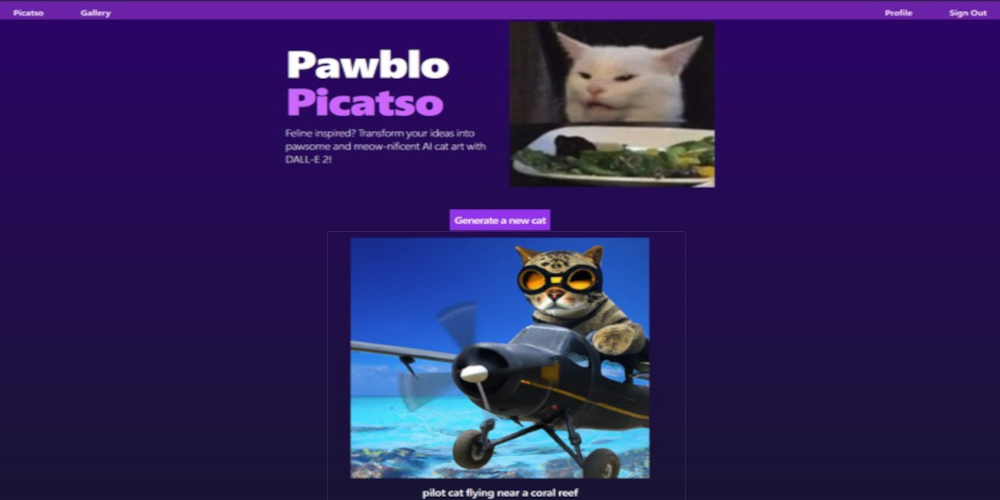 Picatso
Gallery
Profile
Sign Out
Pawblo
Picatso
Feline inspired? Transform your ideas into
pawsome and meow-nificent AI cat art with
DALL-E 2!
Generate a new cat
pilot cat flying near a coral reef